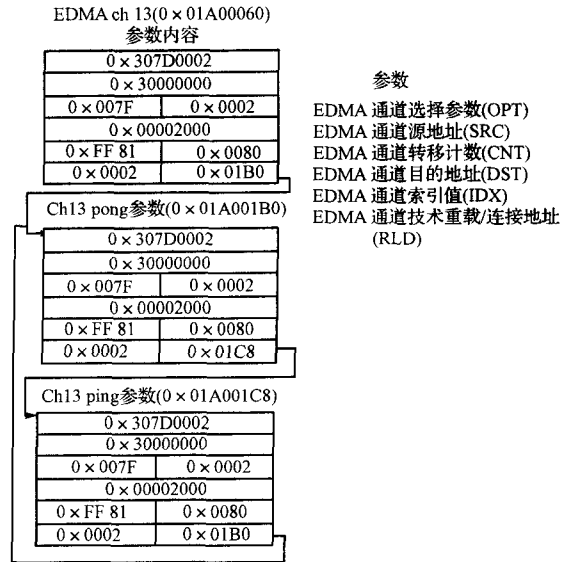 EDMA ch 13(0×01A00060)
参数内容
0×307D0002
0×30000000
0×007F 0×0002
0×00002000
0×FF 81 0×0080
0×0002 0×01B0
参数
EDMA 通道选择参数(OPT)
EDMA 通道源地址(SRC)
EDMA 通道转移计数(CNT)
EDMA 通道目的地址(DST)
EDMA 通道索引值(IDX)
EDMA 通道技术重载/连接地址
(RLD)
Ch13 pong参数(0×01A001B0)
0×307D0002
0×30000000
0×007F 0×0002
0×00002000
0×FF 81 0×0080
0×0002 0×01C8
Ch13 ping参数(0×01A001C8)
0×307D0002
0×30000000
0×007F 0×0002
0×00002000
0×FF 81 0×0080
0×0002 0×01B0